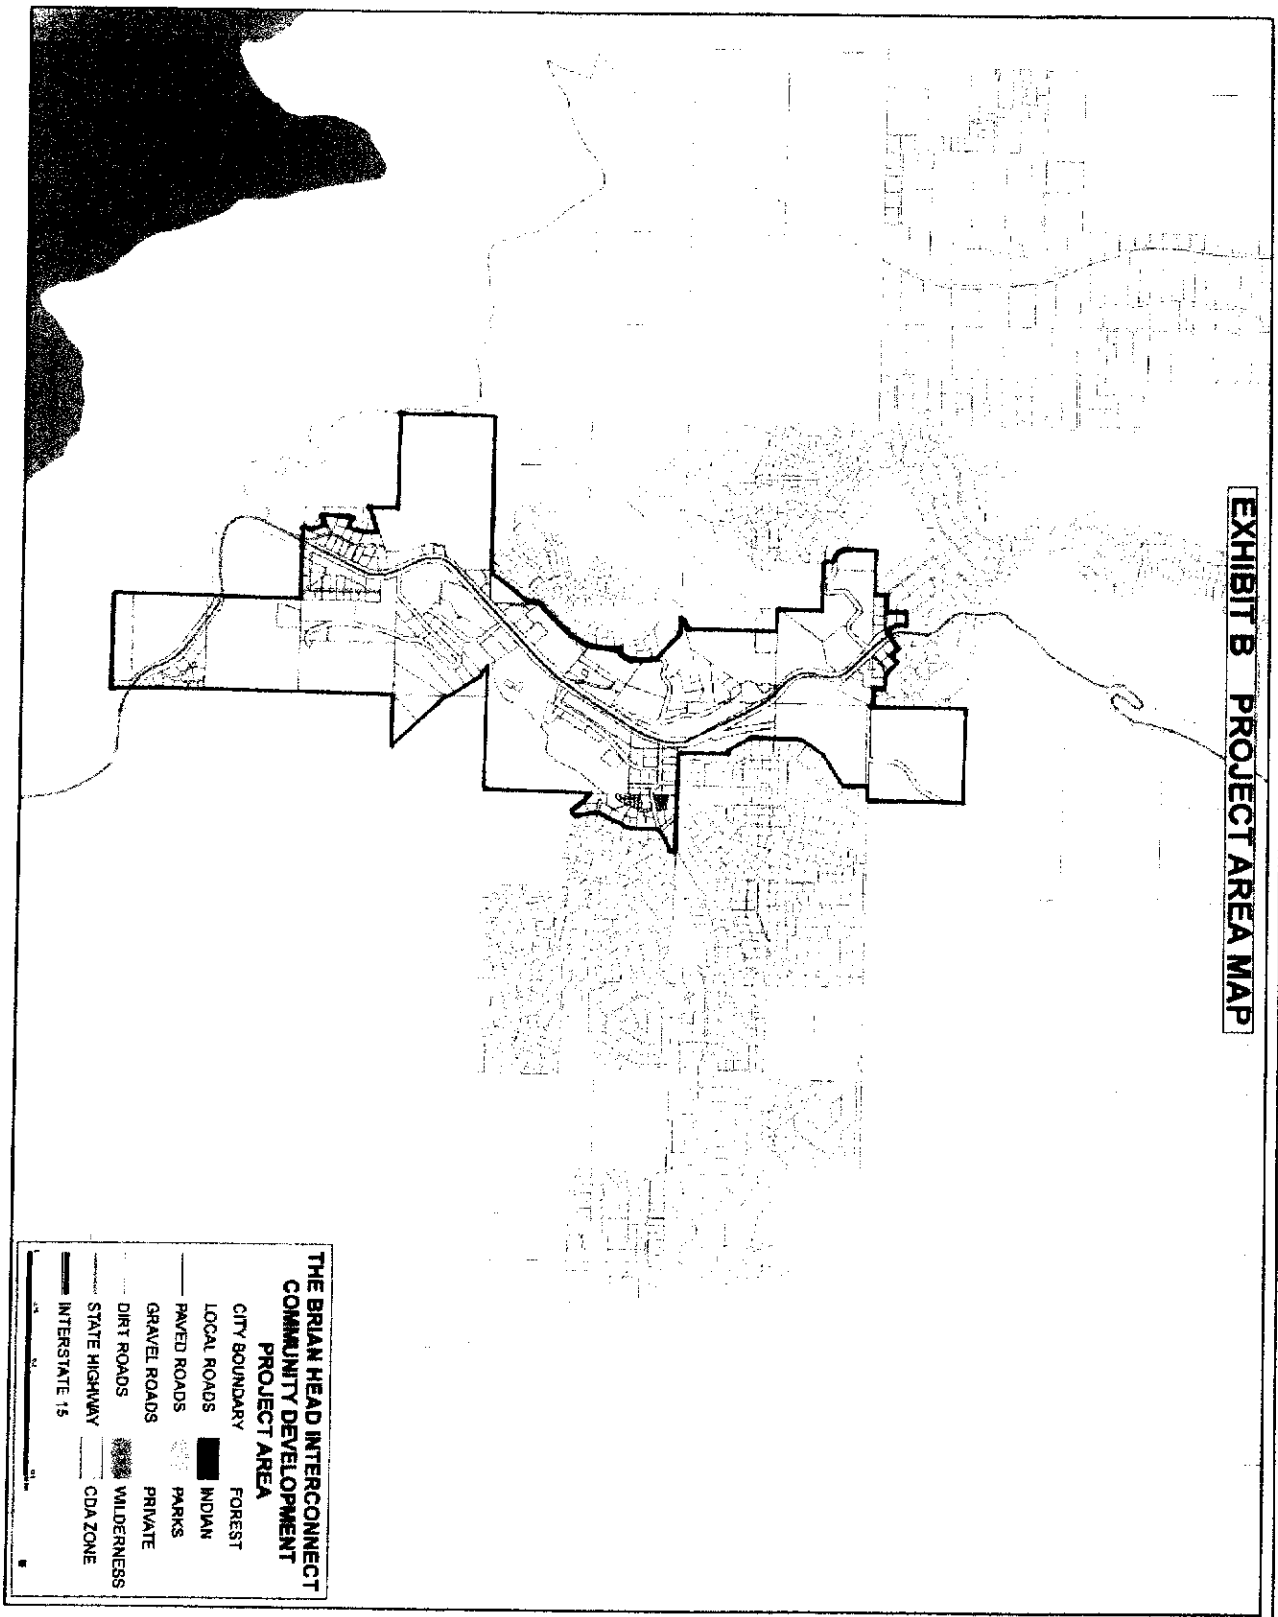 EXHIBIT B PROJECT AREA MAP
THE BRIAN HEAD INTERCONNECT
COMMUNITY DEVELOPMENT
PROJECT AREA
CITY BOUNDARY
LOCAL ROADS
PAVED ROADS
GRAVEL ROADS
DIRT ROADS
STATE HIGHWAY
INTERSTATE 15
FOREST
INDIAN
PARKS
PRIVATE
WILDERNESS
CDA ZONE